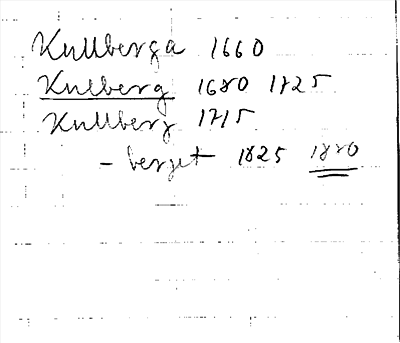 Kullberga 1660
Kulberg 1680 1725
Kullberg 1715
- berget 1825 1880